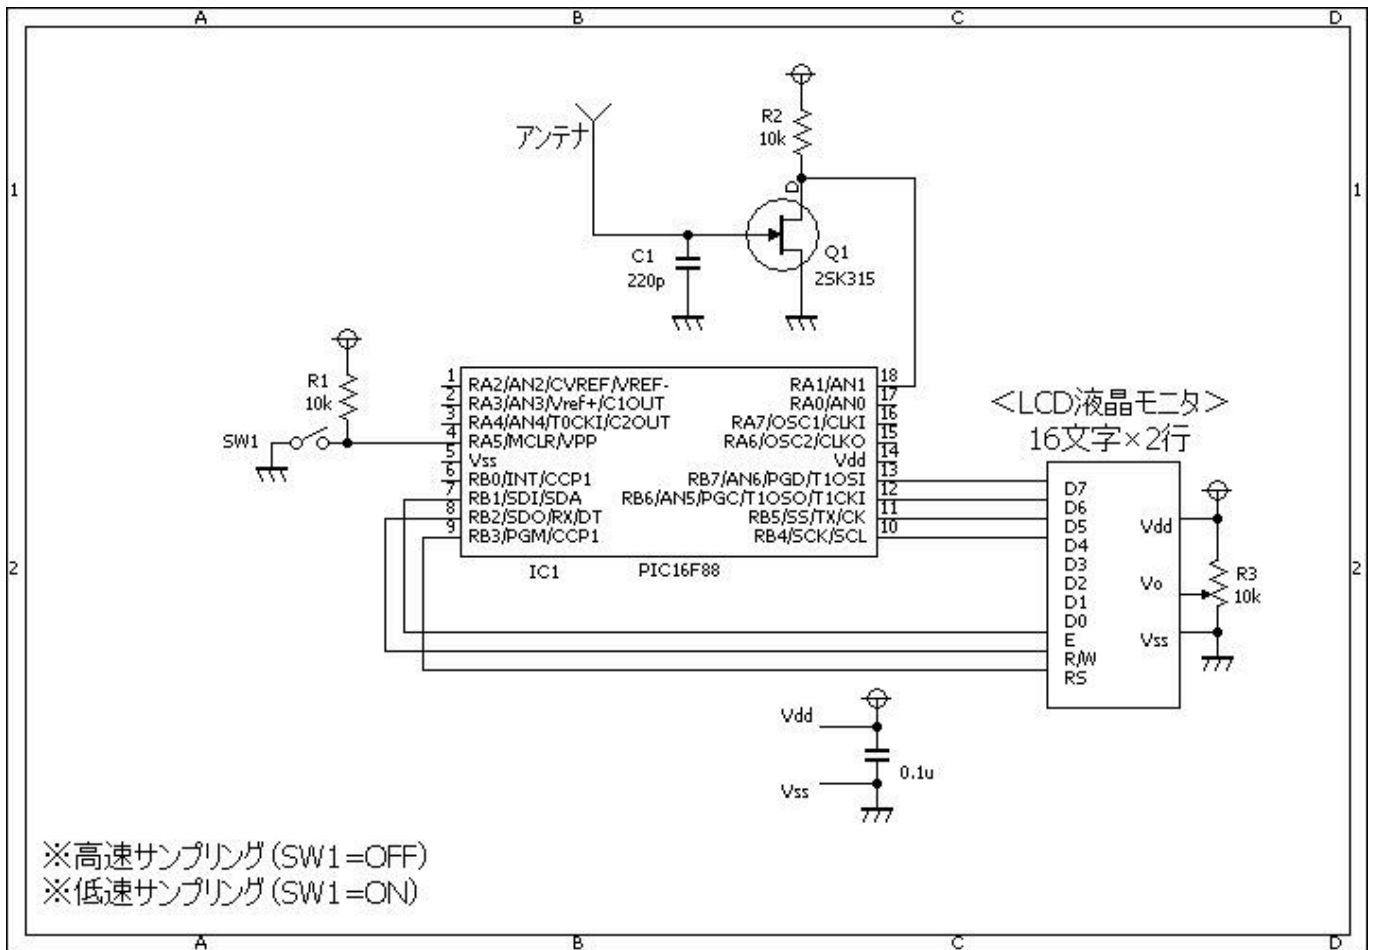 A B C D
アンテナ
R2
10k
1
1
D
C1
220p
Q1
2SK315
R1
10k
SW1
1 RA2/AN2/CVREF/VREF-
2 RA3/AN3/Vref+/C1OUT
3 RA4/AN4/T0CKI/C2OUT
4 RA5/MCLR/VPP
5 Vss
6 RB0/INT/CCP1
7 RB1/SDI/SDA
8 RB2/SDO/RX/DT
9 RB3/PGM/CCP1
RA1/AN1 18
RA0/AN0 17
RA7/OSC1/CLKI 16
RA6/OSC2/CLKO 15
Vdd 14
RB7/AN6/PGD/T1OSI 13
RB6/AN5/PGC/T1OSO/T1CKI 12
RB5/SS/TX/CK 11
RB4/SCK/SCL 10
IC1 PIC16F88
<LCD液晶モニタ>
16文字×2行
D7
D6
D5
D4
D3
D2
D1
D0
E
R/W
RS
Vdd
Vo
Vss
R3
10k
2
2
Vdd
0.1u
Vss
※高速サンプリング(SW1=OFF)
※低速サンプリング(SW1=ON)
A B C D